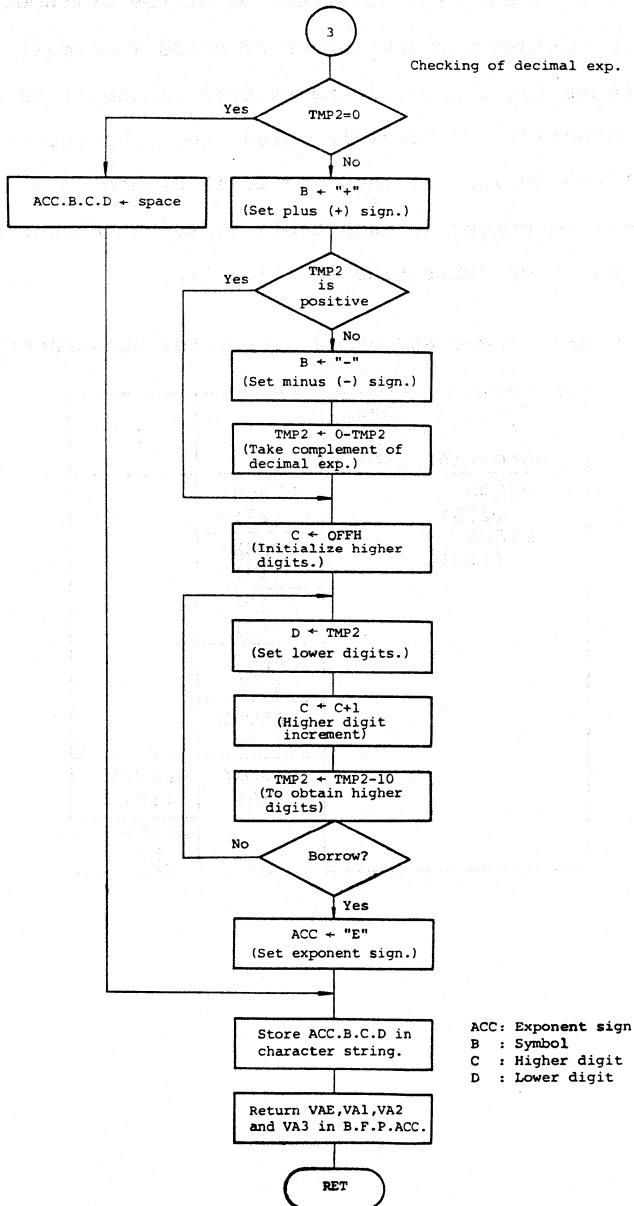 3
Checking of decimal exp.
Yes
TMP2=0
No
ACC.B.C.D ← space
B ← "+"
(Set plus (+) sign.)
Yes
TMP2
is
positive
No
B ← "-"
(Set minus (-) sign.)
TMP2 ← 0-TMP2
(Take complement of
decimal exp.)
C ← OFFH
(Initialize higher
digits.)
D ← TMP2
(Set lower digits.)
C ← C+1
(Higher digit
increment)
TMP2 ← TMP2-10
(To obtain higher
digits)
No
Borrow?
Yes
ACC ← "E"
(Set exponent sign.)
Store ACC.B.C.D in
character string.
ACC: Exponent sign
B : Symbol
C : Higher digit
D : Lower digit
Return VAE,VA1,VA2
and VA3 in B.F.P.ACC.
RET